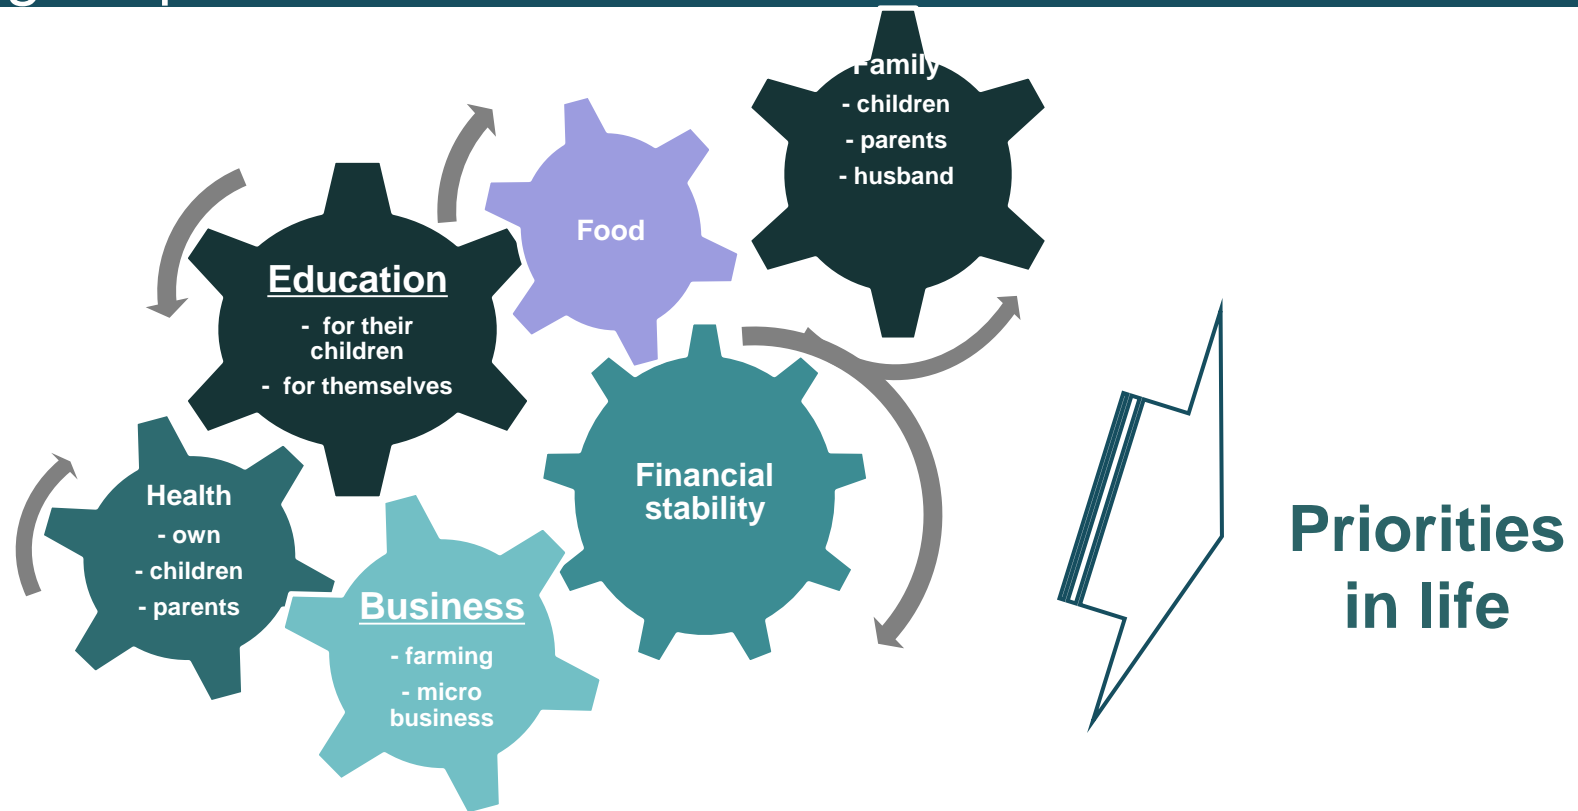 Family
- children
- parents
- husband
Food
Education
- for their
children
- for themselves
Financial
stability
Health
- own
- children
- parents
Business
- farming
- micro
business
Priorities
in life